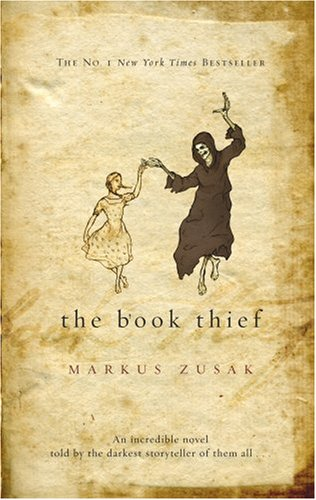 THE NO. 1 New York Times BESTSELLER
the book thief
MARKUS ZUSAK
An incredible novel
told by the darkest storyteller of them all . . .